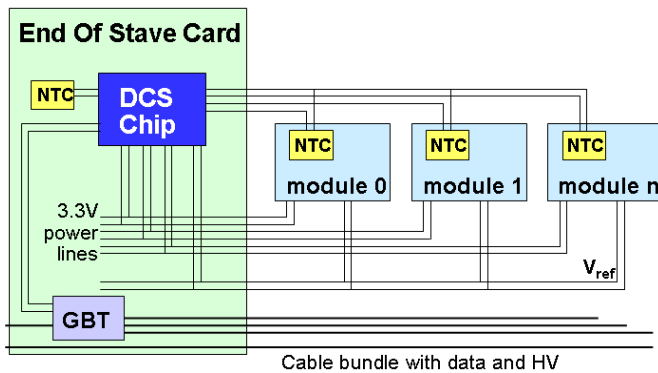 End Of Stave Card
NTC
DCS
Chip
NTC
NTC
NTC
module 0
module 1
module n
3.3V
power
lines
Vref
GBT
Cable bundle with data and HV